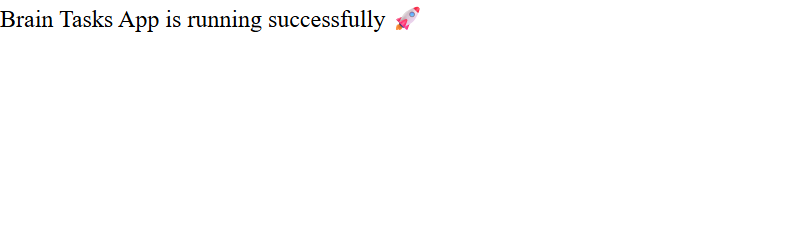 Brain Tasks App is running successfully 🚀